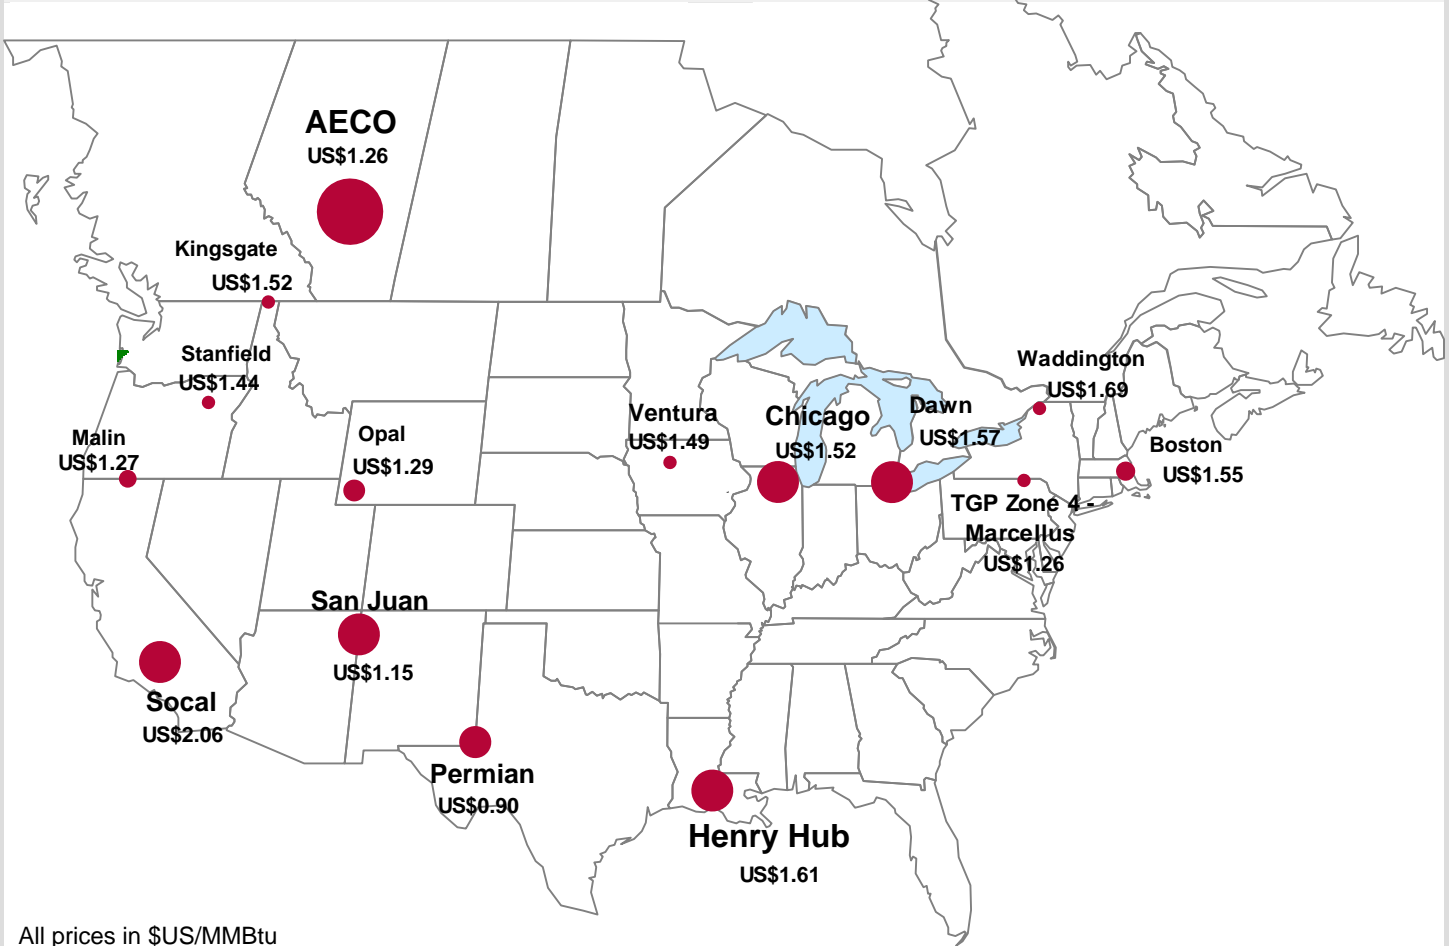 AECO
US$1.26
Kingsgate
US$1.52
Stanfield
US$1.44
Malin
US$1.27
Opal
US$1.29
Ventura
US$1.49
Chicago
US$1.52
Dawn
US$1.57
Waddington
US$1.69
Boston
US$1.55
TGP Zone 4 -
Marcellus
US$1.26
San Juan
US$1.15
Socal
US$2.06
Permian
US$0.90
Henry Hub
US$1.61
All prices in $US/MMBtu